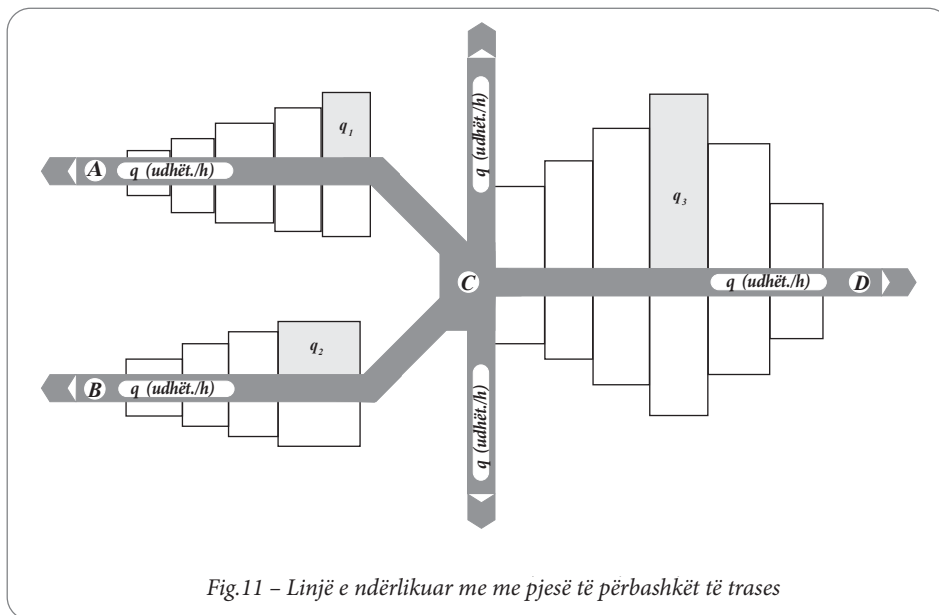 q (udhët./h)
q₁
A q (udhët./h)
q₃
C
q (udhët./h) D
q₂
B q (udhët./h)
q (udhët./h)
Fig.11 – Linjë e ndërlikuar me me pjesë të përbashkët të trases